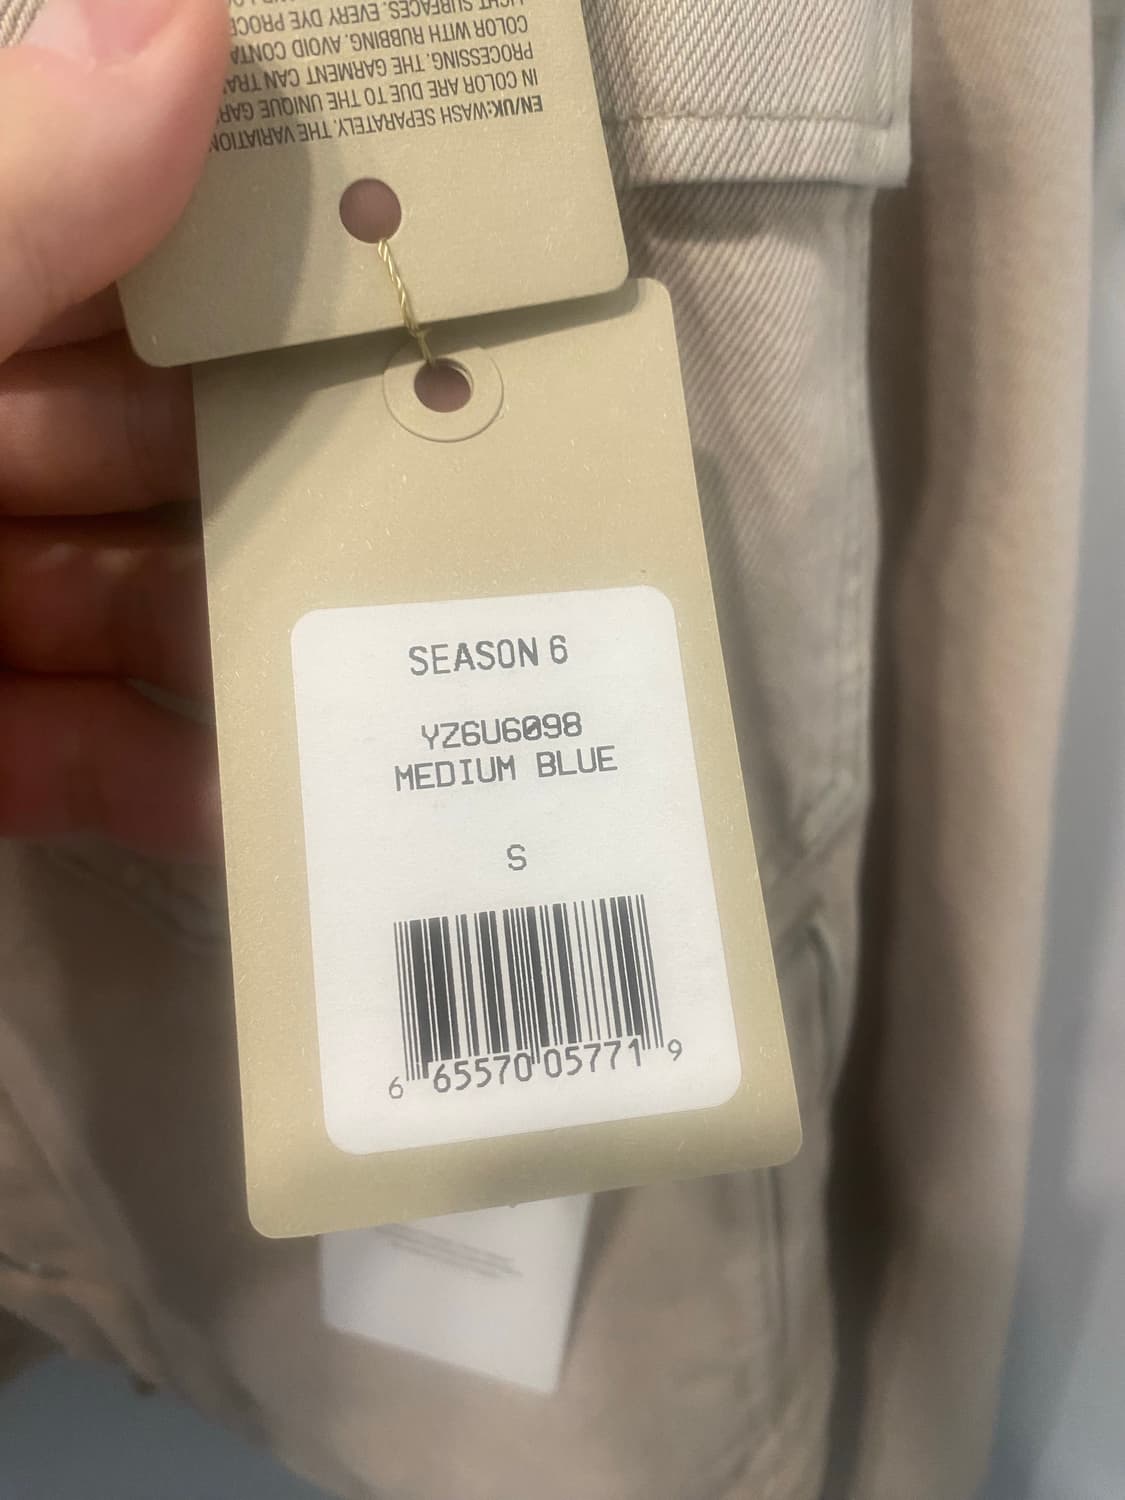 EN/UK: WASH SEPARATELY. THE VARIATION
IN COLOR ARE DUE TO THE UNIQUE GAR
PROCESSING. THE GARMENT CAN TRA
COLOR WITH RUBBING. AVOID CONTA
LIGHT SURFACES. EVERY DYE PROCE
SEASON 6
YZ6U6098
MEDIUM BLUE
S
6 65570 05771 9